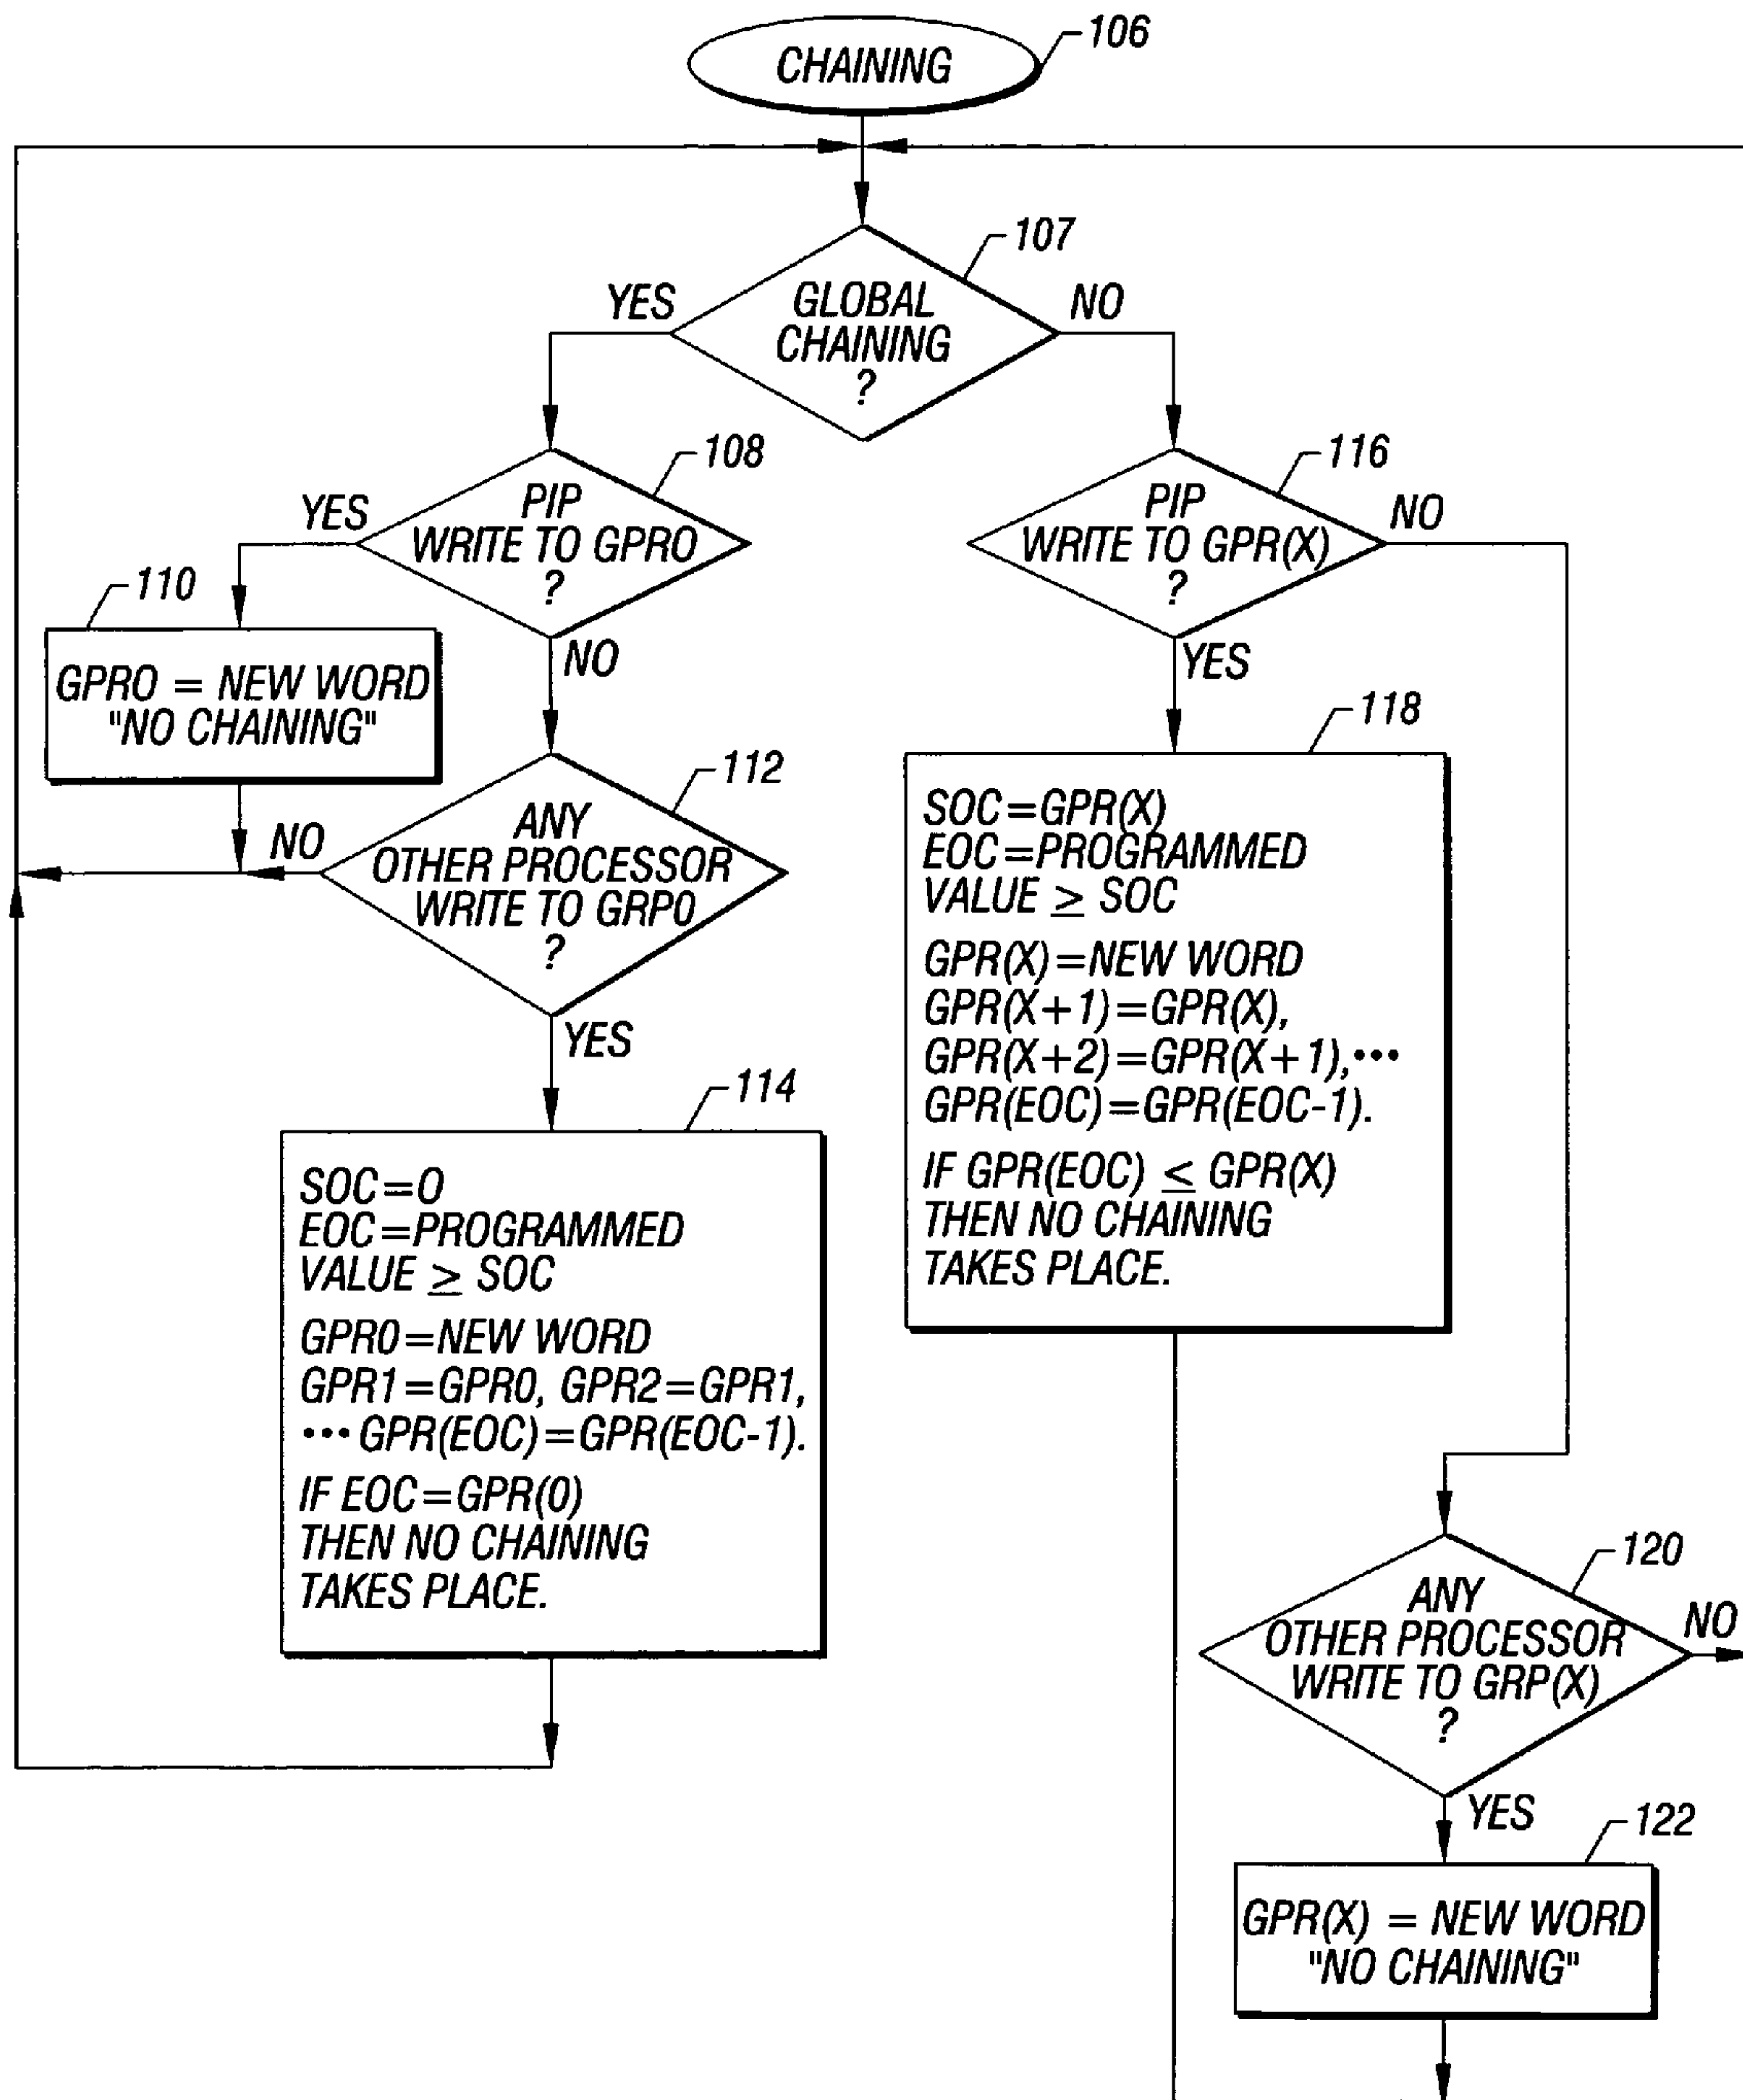 CHAINING
106
107
GLOBAL
CHAINING
?
YES
NO
108
PIP
WRITE TO GPR0
?
YES
NO
110
GPR0 = NEW WORD
"NO CHAINING"
112
ANY
OTHER PROCESSOR
WRITE TO GRP0
?
NO
YES
114
SOC=0
EOC=PROGRAMMED
VALUE ≥ SOC
GPR0=NEW WORD
GPR1=GPR0, GPR2=GPR1,
••• GPR(EOC)=GPR(EOC-1).
IF EOC=GPR(0)
THEN NO CHAINING
TAKES PLACE.
116
PIP
WRITE TO GPR(X)
?
NO
YES
118
SOC=GPR(X)
EOC=PROGRAMMED
VALUE ≥ SOC
GPR(X)=NEW WORD
GPR(X+1)=GPR(X),
GPR(X+2)=GPR(X+1),•••
GPR(EOC)=GPR(EOC-1).
IF GPR(EOC) ≤ GPR(X)
THEN NO CHAINING
TAKES PLACE.
120
ANY
OTHER PROCESSOR
WRITE TO GRP(X)
?
NO
YES
122
GPR(X) = NEW WORD
"NO CHAINING"